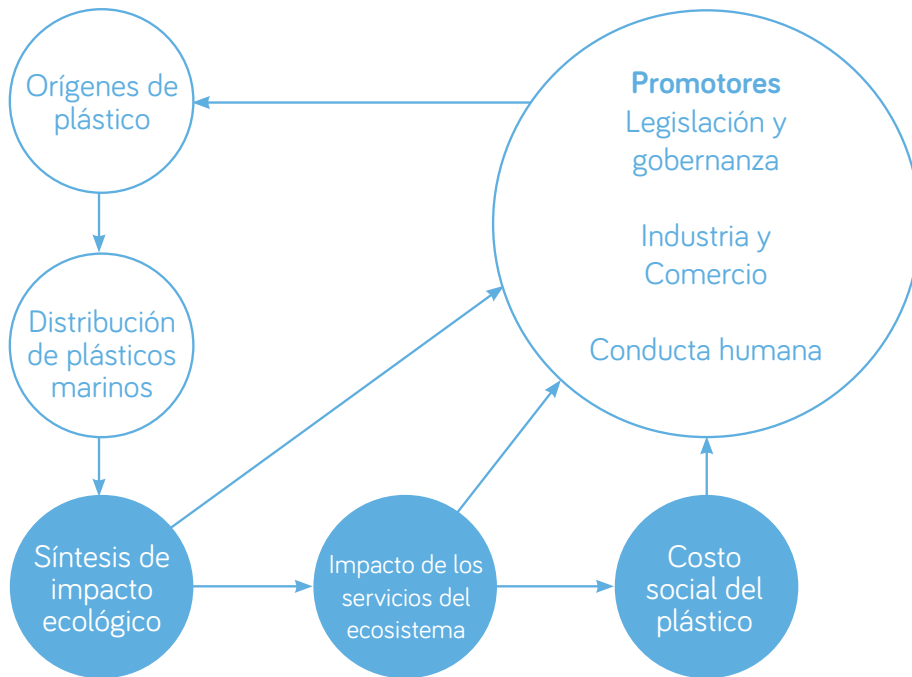 Orígenes de
plástico
Promotores
Legislación y
gobernanza
Industria y
Comercio
Conducta humana
Distribución
de plásticos
marinos
Síntesis de
impacto
ecológico
Impacto de los
servicios del
ecosistema
Costo
social del
plástico